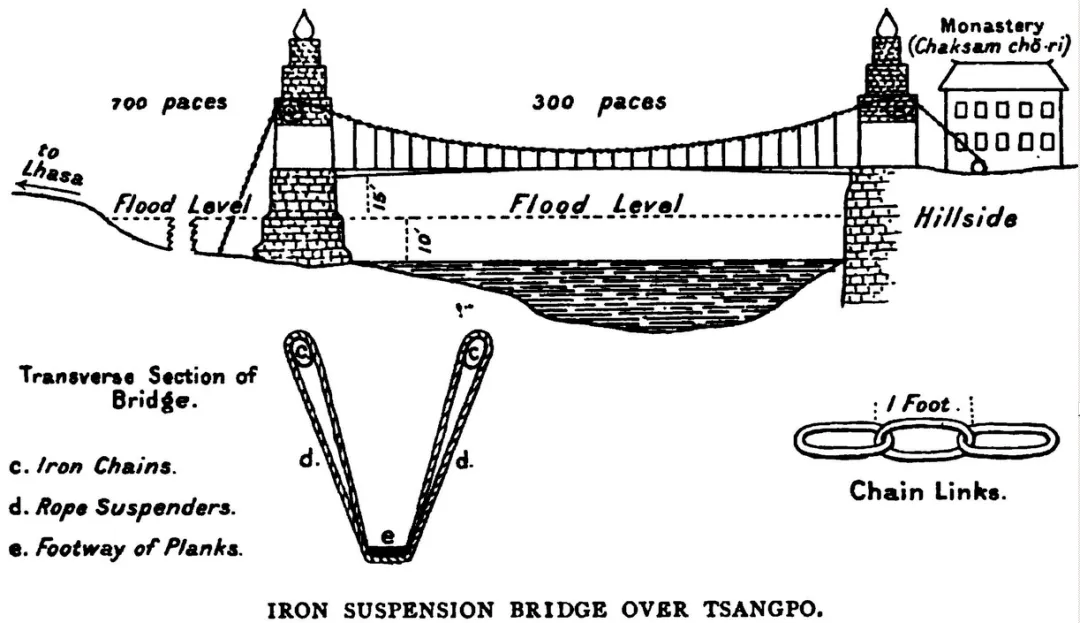 Monastery
(Chaksam chö-ri)
700 paces
300 paces
to
Lhasa
Flood Level
15'
Flood Level
10'
Hillside
Transverse Section of
Bridge.
c
c
d.
d.
e
c. Iron Chains.
d. Rope Suspenders.
e. Footway of Planks.
1 Foot.
Chain Links.
IRON SUSPENSION BRIDGE OVER TSANGPO.